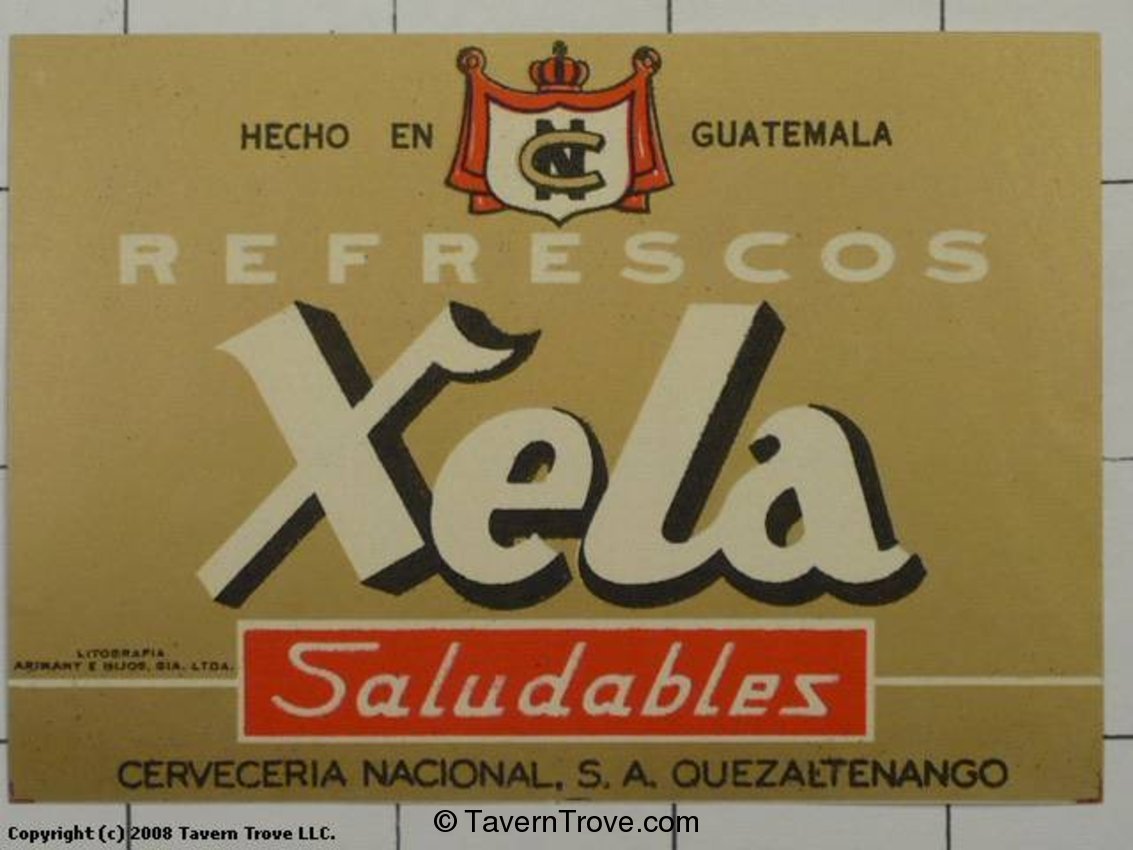 HECHO EN GUATEMALA
NC
REFRESCOS
Xela
Saludables
LITOGRAFIA
ARIMANY E HIJOS, CIA. LTDA.
CERVECERIA NACIONAL, S. A. QUEZALTENANGO
Copyright (c) 2008 Tavern Trove LLC.
© TavernTrove.com